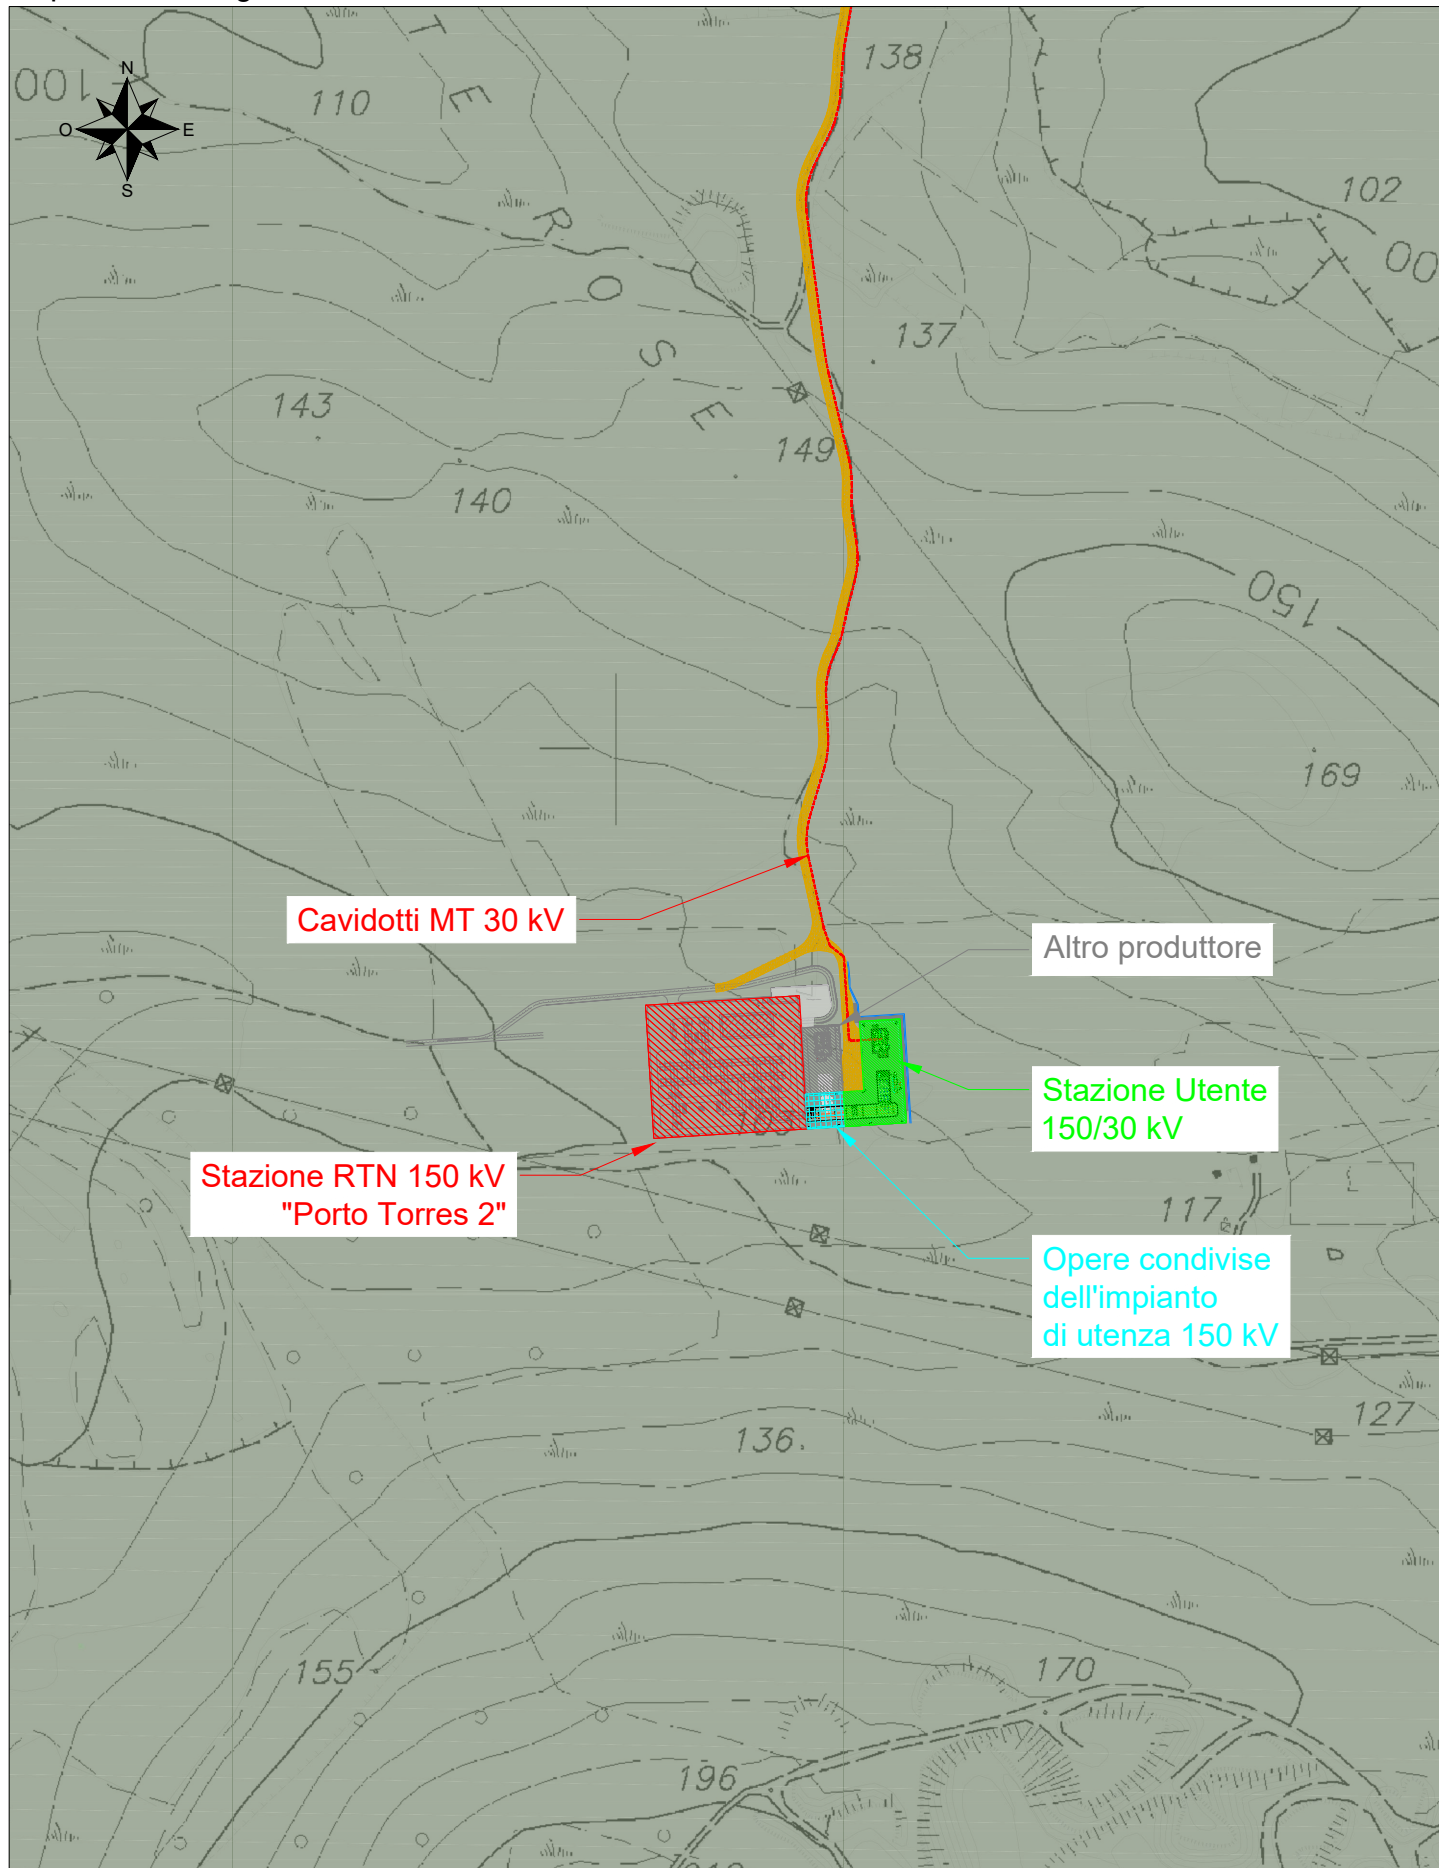 N
O
E
S
100
110
138
102
T
E
R
R
O
S
E
137
143
149
140
150
169
Cavidotti MT 30 kV
Altro produttore
Stazione Utente
150/30 kV
Stazione RTN 150 kV
"Porto Torres 2"
117
Opere condivise
dell'impianto
di utenza 150 kV
127
136
155
170
196